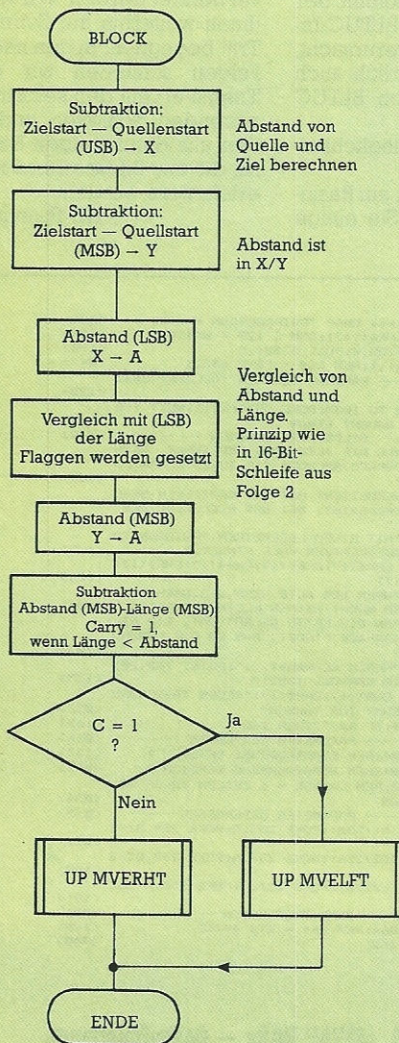 BLOCK
Subtraktion:
Zielstart — Quellenstart
(USB) → X
Abstand von
Quelle und
Ziel berechnen
Subtraktion:
Zielstart — Quellstart
(MSB) → Y
Abstand ist
in X/Y
Abstand (LSB)
X → A
Vergleich mit (LSB)
der Länge
Flaggen werden gesetzt
Vergleich von
Abstand und
Länge.
Prinzip wie
in 16-Bit-
Schleife aus
Folge 2
Abstand (MSB)
Y → A
Subtraktion
Abstand (MSB)-Länge (MSB)
Carry = 1,
wenn Länge < Abstand
C = 1
?
Ja
Nein
UP MVERHT
UP MVELFT
ENDE